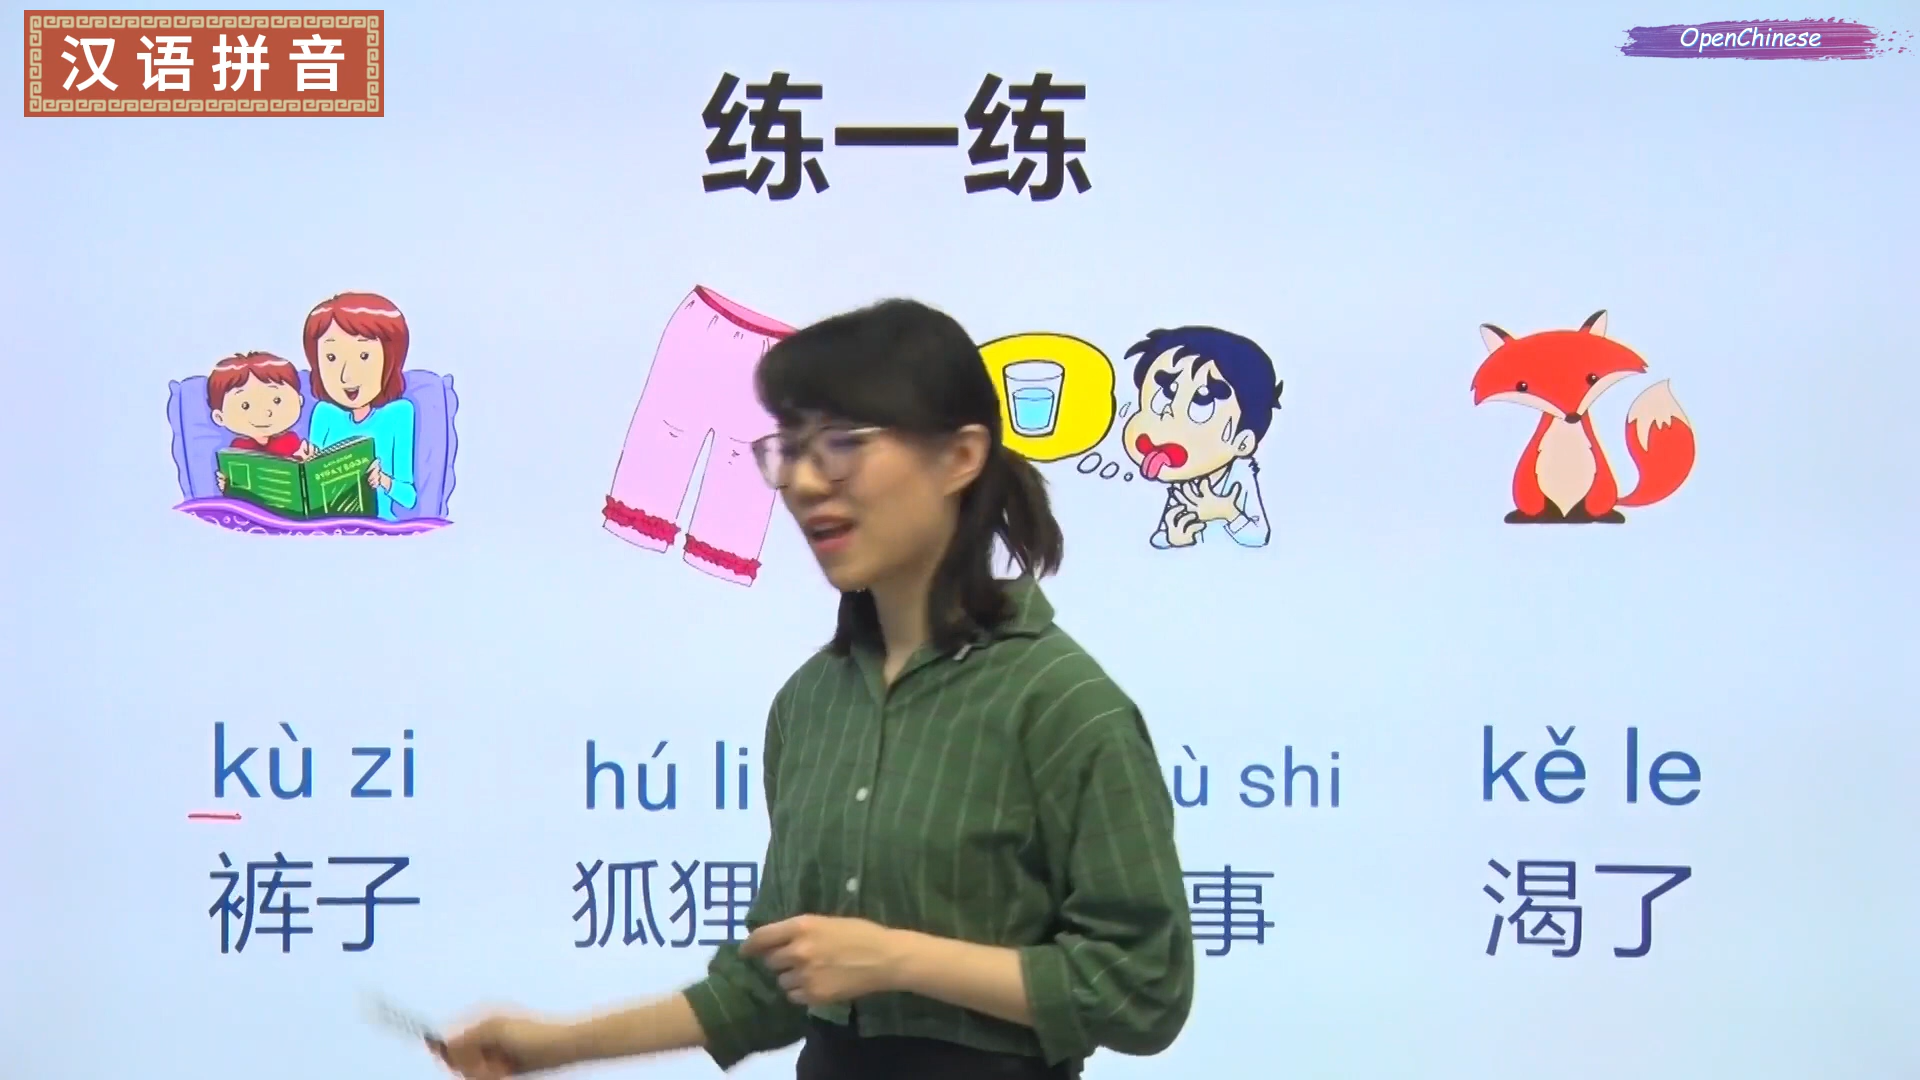 汉语拼音
OpenChinese
练一练
kù zi
hú li
ù shi
kě le
裤子
狐狸
事
渴了